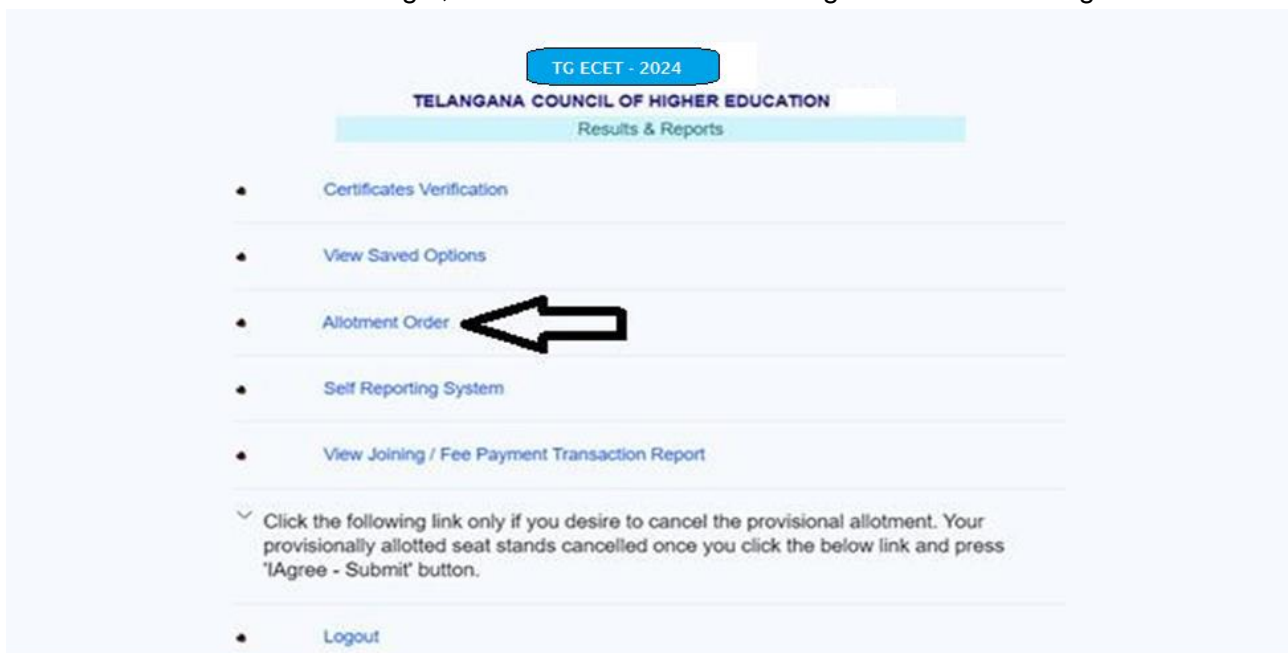 TG ECET - 2024
TELANGANA COUNCIL OF HIGHER EDUCATION
Results & Reports
Certificates Verification
View Saved Options
Allotment Order
Self Reporting System
View Joining / Fee Payment Transaction Report
Click the following link only if you desire to cancel the provisional allotment. Your
provisionally allotted seat stands cancelled once you click the below link and press
'IAgree - Submit' button.
Logout